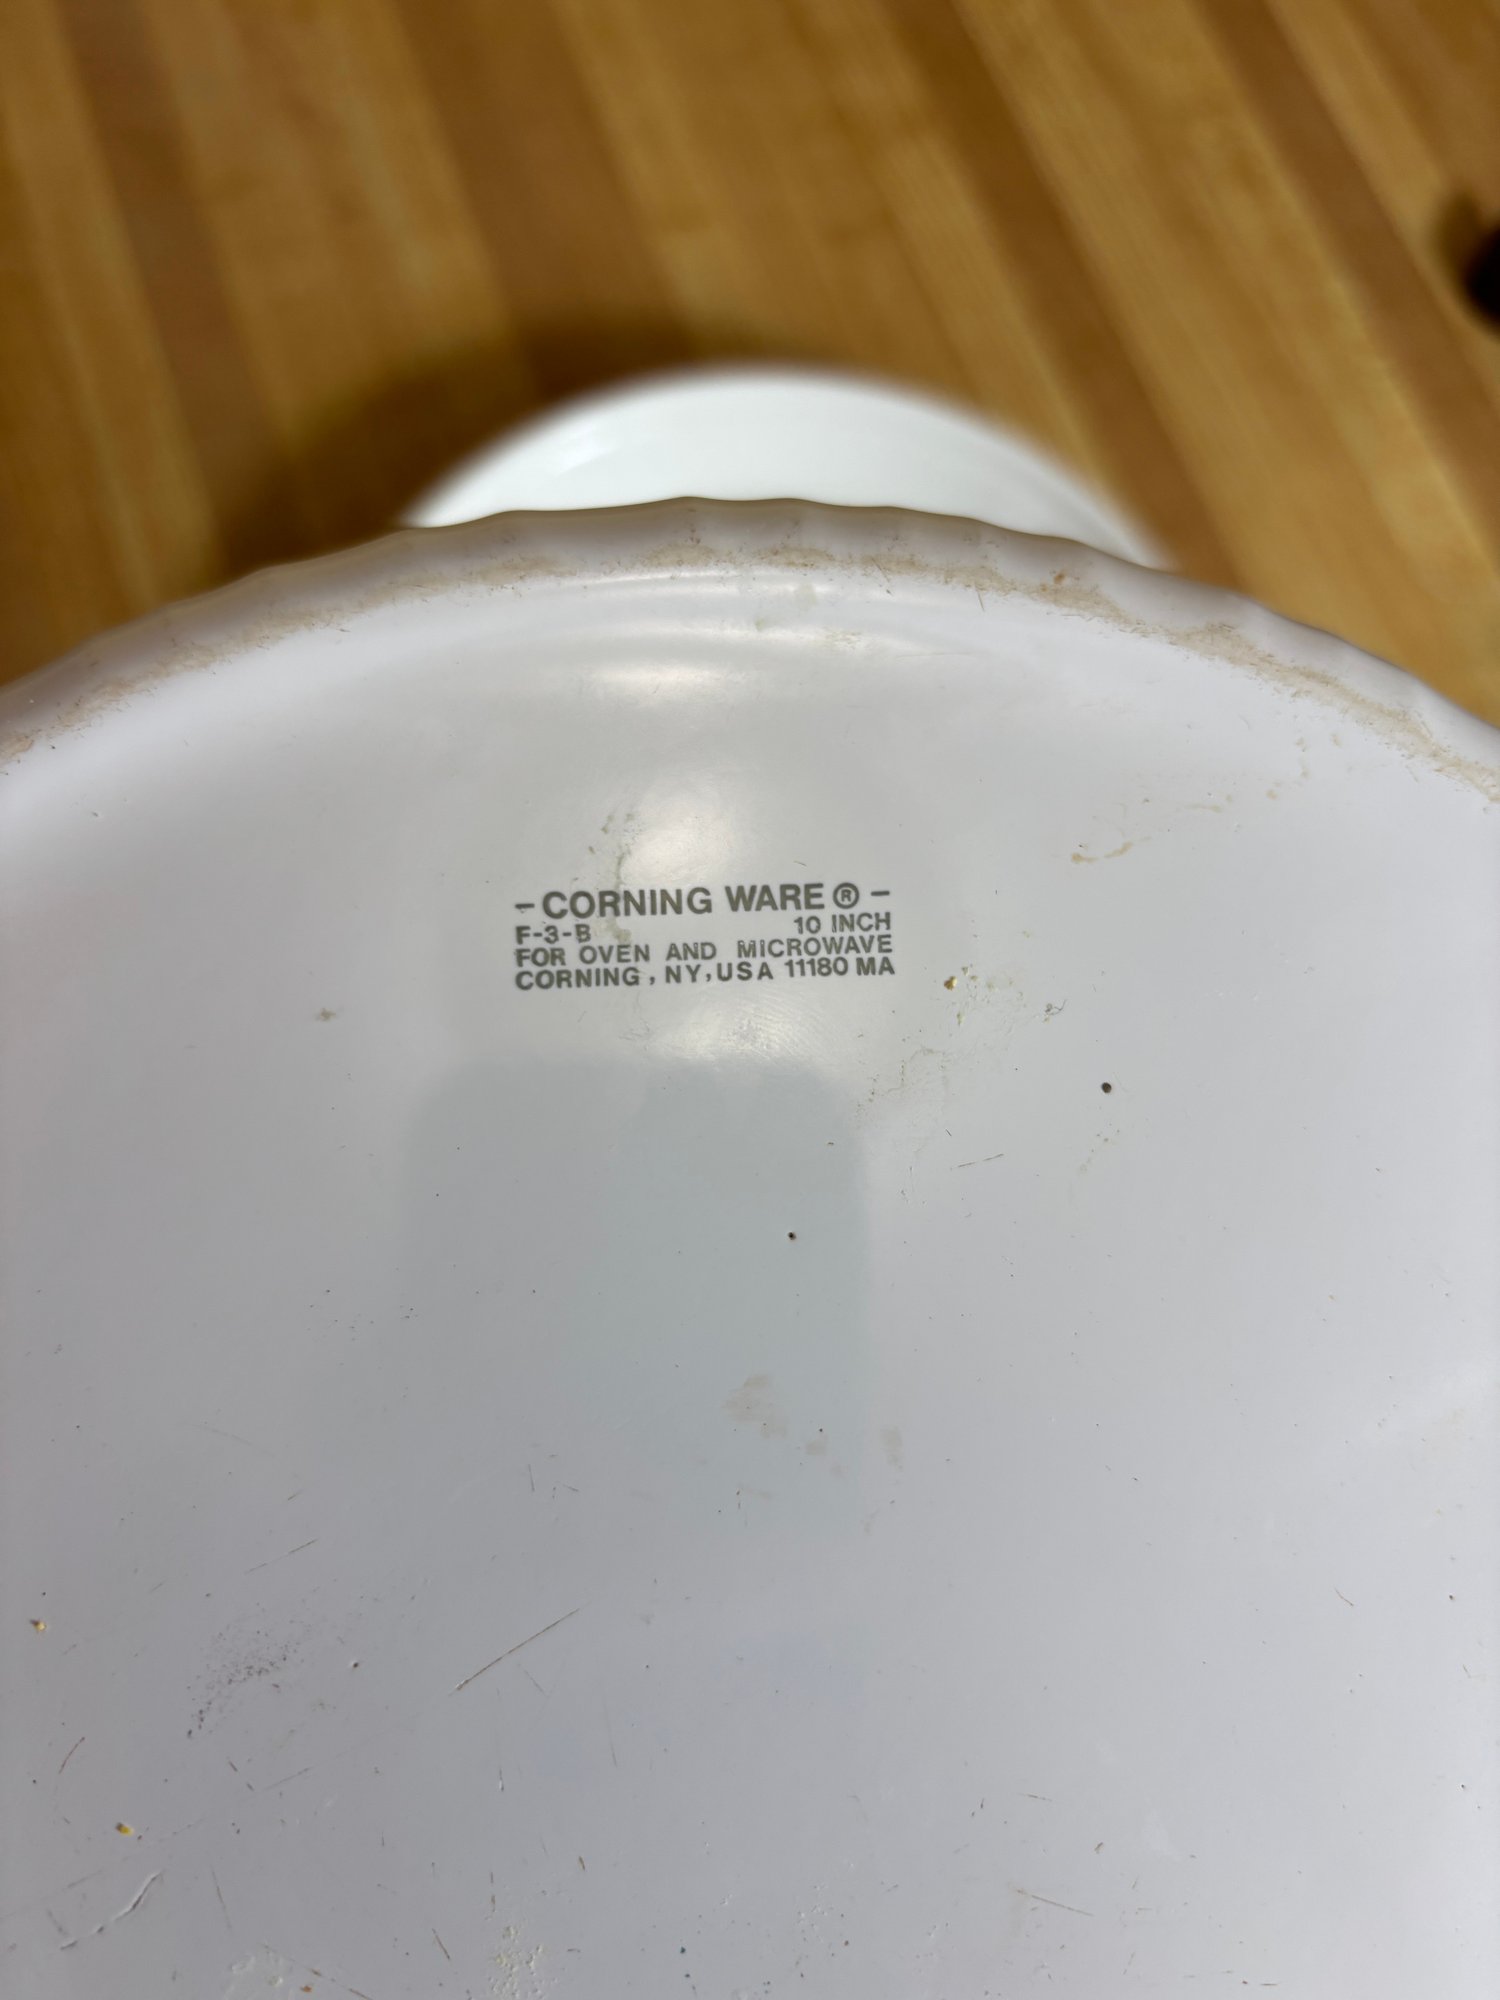 - CORNING WARE ® -
F-3-B 10 INCH
FOR OVEN AND MICROWAVE
CORNING, NY, USA 11180 MA